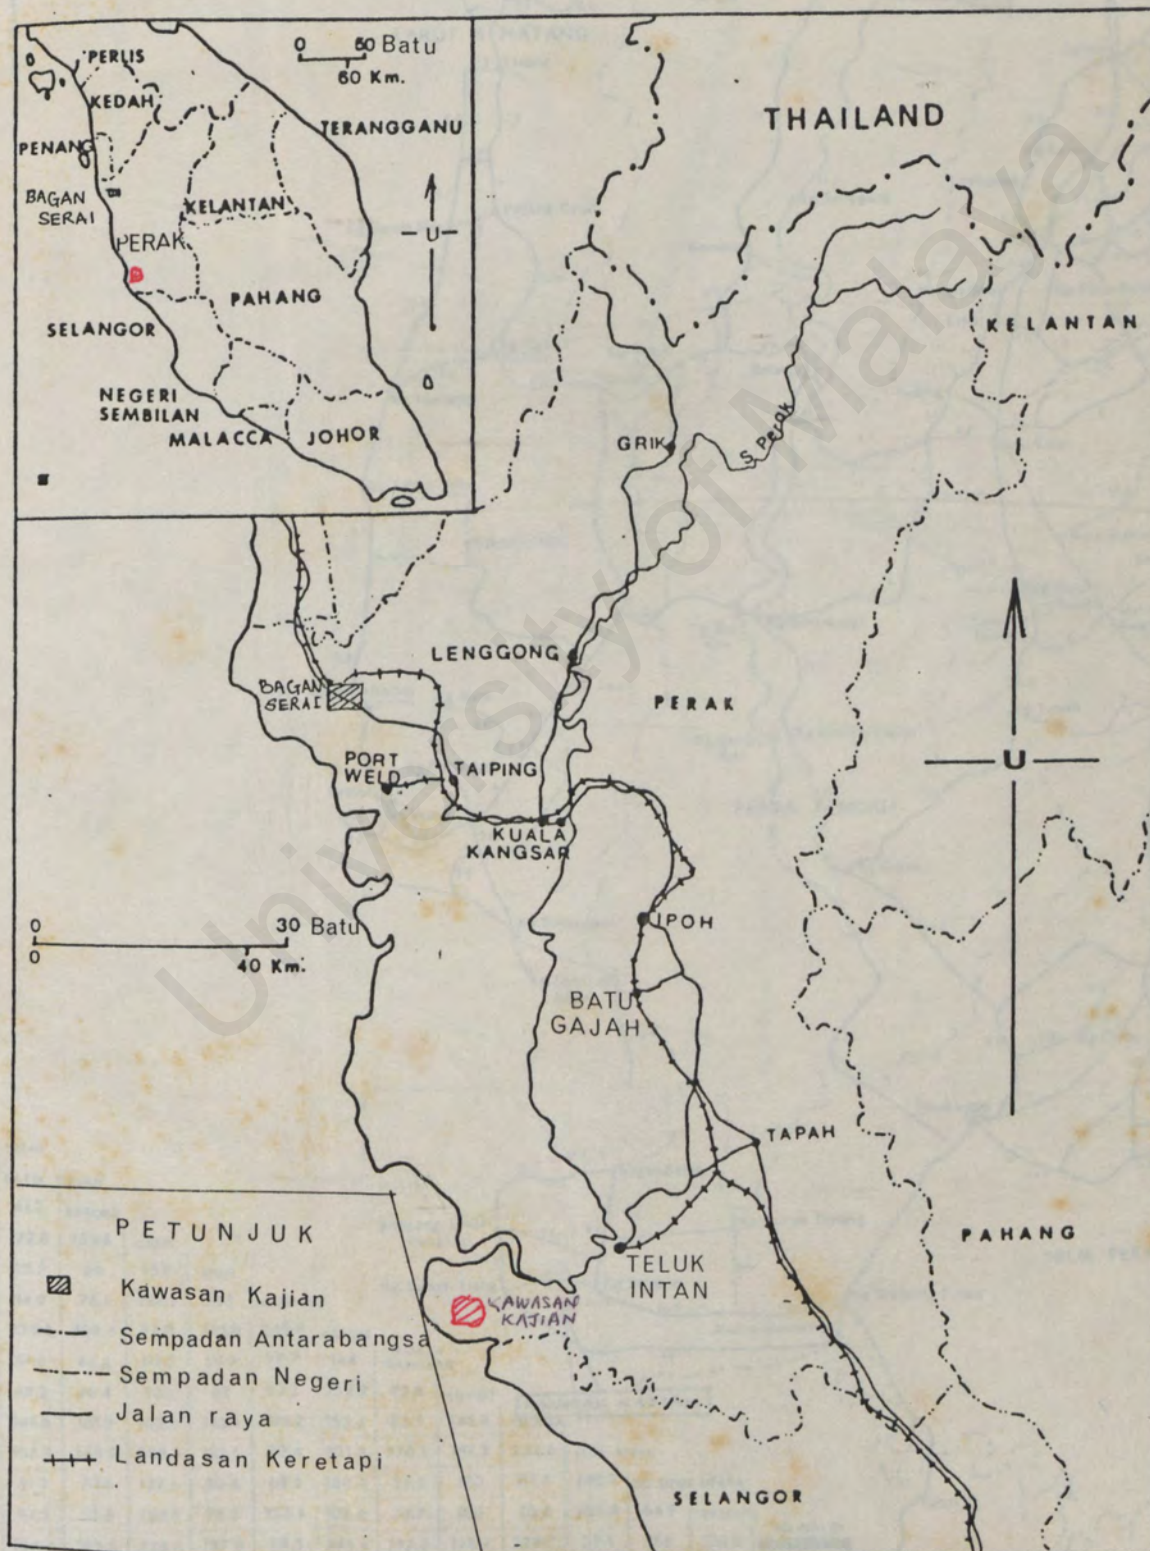 PERLIS
KEDAH
PENANG
BAGAN
SERAI
PERAK
KELANTAN
TERANGGANU
PAHANG
SELANGOR
NEGERI
SEMBILAN
MALACCA
JOHOR
0 50 Batu
60 Km.
U
THAILAND
KELANTAN
GRIK
S. Perak
LENGGONG
PERAK
BAGAN
SERAI
PORT
WELD
TAIPING
KUALA
KANGSAR
IPOH
0 30 Batu
0 40 Km.
BATU
GAJAH
U
TAPAH
PAHANG
TELUK
INTAN
KAWASAN
KAJIAN
SELANGOR
PETUNJUK
Kawasan Kajian
Sempadan Antarabangsa
Sempadan Negeri
Jalan raya
Landasan Keretapi
University of Malaya